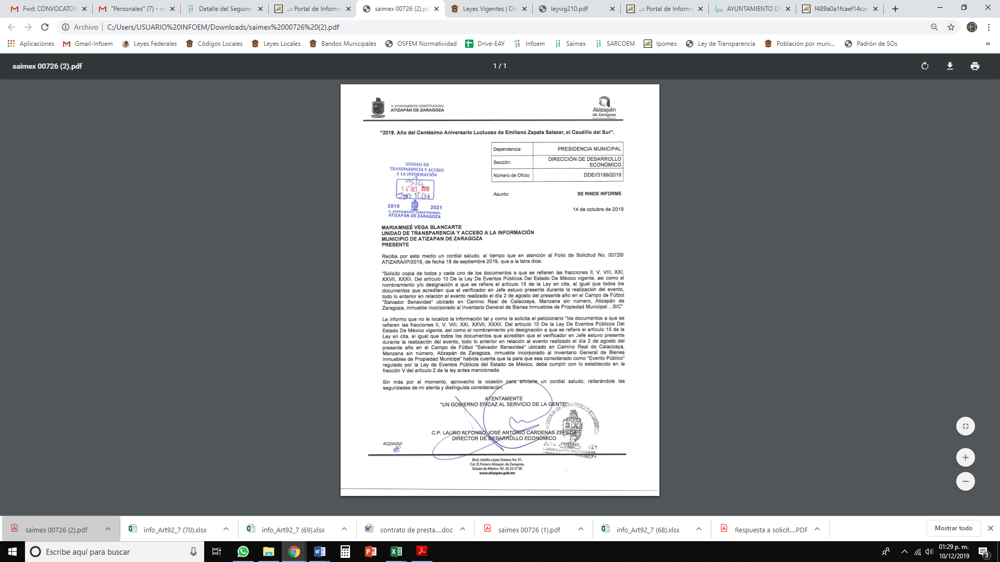 Fwd: CONVOCATOR
"Personales" (7) - ce
Detalle del Seguimie
..:: Portal de Informa
saimex 00726 (2).pd
Leyes Vigentes | Dir
leyvig210.pdf
..:: Portal de Informa
AYUNTAMIENTO DE
f489a0a1fcaef14cae
Archivo
C:/Users/USUARIO%20INFOEM/Downloads/saimex%2000726%20(2).pdf
Aplicaciones
Gmail-Infoem
Leyes Federales
Códigos Locales
Leyes Locales
Bandos Municipales
OSFEM Normatividad
Drive-EAY
Infoem
Saimex
SARCOEM
Ipomex
Ley de Transparencia
Población por muni...
Padrón de SOs
»
saimex 00726 (2).pdf
1 / 1
H. AYUNTAMIENTO CONSTITUCIONAL
ATIZAPÁN DE ZARAGOZA
Atizapán
de Zaragoza
"2019. Año del Centésimo Aniversario Luctuoso de Emiliano Zapata Salazar, el Caudillo del Sur".
Dependencia: PRESIDENCIA MUNICIPAL
Sección: DIRECCIÓN DE DESARROLLO
ECONÓMICO
Número de Oficio: DDE//3199/2019
UNIDAD DE
TRANSPARENCIA Y ACCESO
A LA INFORMACIÓN
14 OCT. 2019
12:04
2019 2021
H. AYUNTAMIENTO CONSTITUCIONAL
ATIZAPÁN DE ZARAGOZA
Asunto: SE RINDE INFORME
14 de octubre de 2019
MARIAMNEÉ VEGA BLANCARTE
UNIDAD DE TRANSPARENCIA Y ACCESO A LA INFORMACIÓN
MUNICIPIO DE ATIZAPAN DE ZARAGOZA
PRESENTE
Reciba por este medio un cordial saludo, al tiempo que en atención al Folio de Solicitud No. 00726/
ATIZARA/IP/2019, de fecha 18 de septiembre 2019, que a la letra dice:
"Solicito copia de todos y cada uno de los documentos a que se refieren las fracciones II, V, VIII, XXI,
XXVII, XXXII. Del artículo 10 De la Ley De Eventos Públicos Del Estado De México vigente, asi como el
nombramiento y/o designación a que se refiere el artículo 15 de la Ley en cita, al igual que todos los
documentos que acrediten que el verificador en Jefe estuvo presente durante la realización del evento,
todo lo anterior en relación al evento realizado el día 2 de agosto del presente año en el Campo de Fútbol
"Salvador Benavides" ubicado en Camino Real de Calacoaya, Manzana sin número, Atizapán de
Zaragoza, inmueble incorporado al Inventario General de Bienes Inmuebles de Propiedad Municipal....SIC"
Le informo que no le localizó la información tal y como la solicita el peticionario "los documentos a que se
refieren las fracciones II, V, VIII, XXI, XXVII, XXXII. Del artículo 10 De la Ley De Eventos Públicos Del
Estado De México vigente, asi como el nombramiento y/o designación a que se refiere el artículo 15 de la
Ley en cita, al igual que todos los documentos que acrediten que el verificador en Jefe estuvo presente
durante la realización del evento, todo lo anterior en relación al evento realizado el día 2 de agosto del
presente año en el Campo de Fútbol "Salvador Benavides" ubicado en Camino Real de Calacoaya,
Manzana sin número, Atizapán de Zaragoza, inmueble incorporado al Inventario General de Bienes
Inmuebles de Propiedad Municipa" habida cuenta que la para que sea considerado como "Evento Público"
regulado por la Ley de Eventos Públicos del Estado de México, debe cumplir con lo establecido en la
fracción V del artículo 2 de la ley antes mencionada.
Sin más por el momento, aprovecho la ocasión para enviarle un cordial saludo, reiterándole las
seguridades de mi atenta y distinguida consideración.
ATENTAMENTE
"UN GOBIERNO EFICAZ AL SERVICIO DE LA GENTE"
C.P. LAURO ALFONSO JOSÉ ANTONIO CÁRDENAS ZEPEDA
DIRECTOR DE DESARROLLO ECONÓMICO
DIRECCIÓN DE DESARROLLO ECONÓMICO
ACZ/AGV/
Blvd. Adolfo López Mateos No. 91,
Col. El Potrero Atizapán de Zaragoza,
Estado de México. Tel. 36 22 27 00
www.atizapan.gob.mx
saimex 00726 (2).pdf
info_Art92_7 (70).xlsx
info_Art92_7 (69).xlsx
contrato de presta....doc
saimex 00726 (1).pdf
info_Art92_7 (68).xlsx
Respuesta a solicit....PDF
Mostrar todo
Escribe aquí para buscar
01:29 p. m.
10/12/2019
3